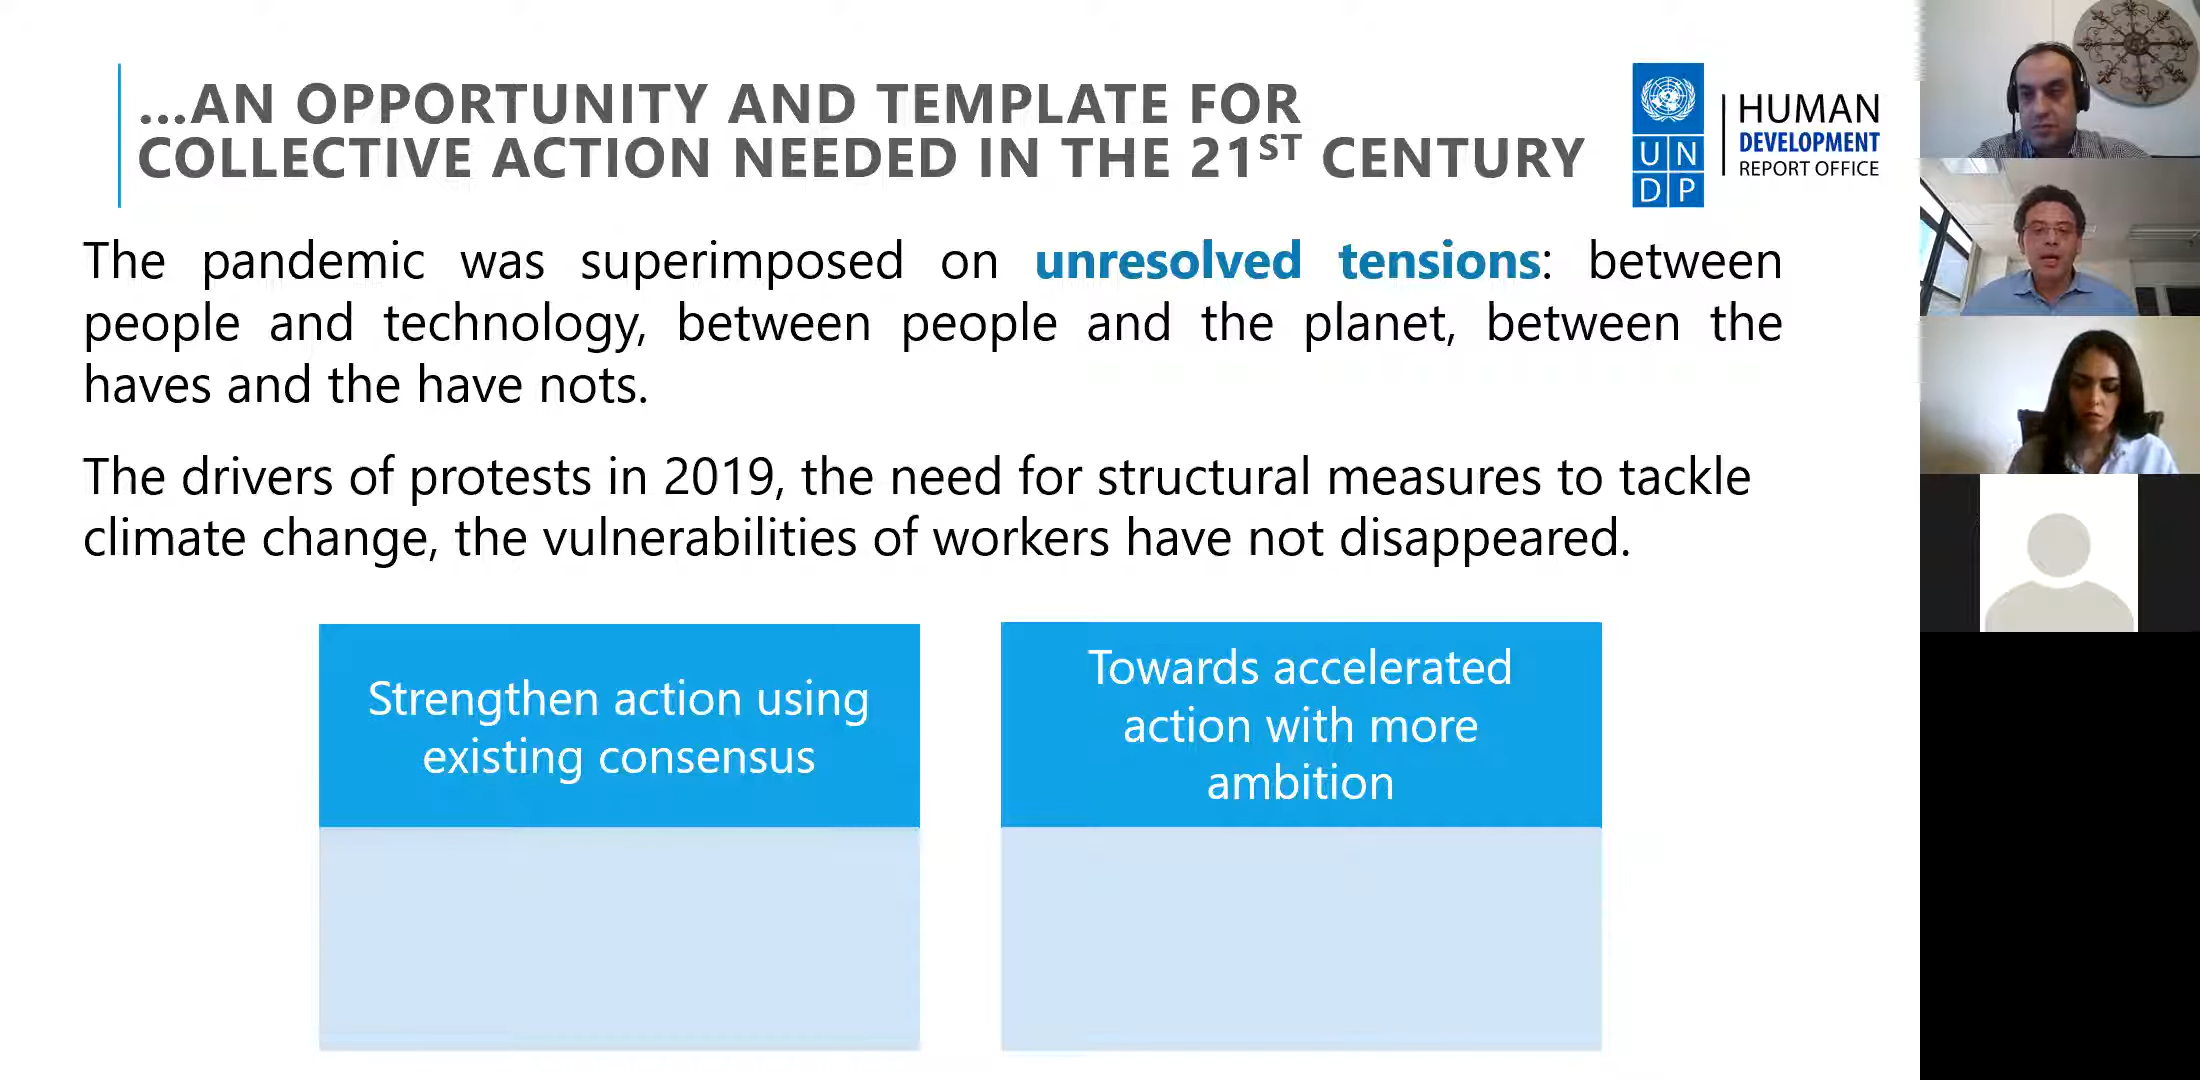 ...AN OPPORTUNITY AND TEMPLATE FOR
COLLECTIVE ACTION NEEDED IN THE 21ST CENTURY
UN
DP
HUMAN
DEVELOPMENT
REPORT OFFICE
The pandemic was superimposed on unresolved tensions: between
people and technology, between people and the planet, between the
haves and the have nots.
The drivers of protests in 2019, the need for structural measures to tackle
climate change, the vulnerabilities of workers have not disappeared.
Strengthen action using
existing consensus
Towards accelerated
action with more
ambition